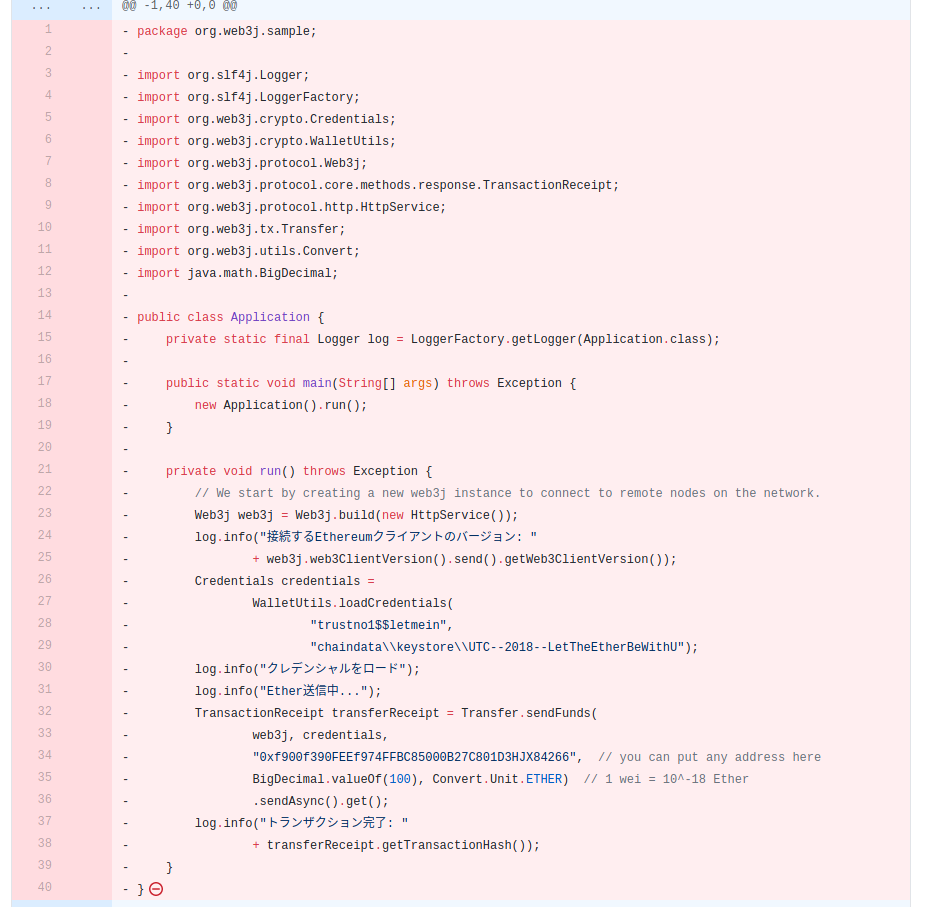 ... ... @@ -1,40 +0,0 @@
1 - package org.web3j.sample;
2 -
3 - import org.slf4j.Logger;
4 - import org.slf4j.LoggerFactory;
5 - import org.web3j.crypto.Credentials;
6 - import org.web3j.crypto.WalletUtils;
7 - import org.web3j.protocol.Web3j;
8 - import org.web3j.protocol.core.methods.response.TransactionReceipt;
9 - import org.web3j.protocol.http.HttpService;
10 - import org.web3j.tx.Transfer;
11 - import org.web3j.utils.Convert;
12 - import java.math.BigDecimal;
13 -
14 - public class Application {
15 -     private static final Logger log = LoggerFactory.getLogger(Application.class);
16 -
17 -     public static void main(String[] args) throws Exception {
18 -         new Application().run();
19 -     }
20 -
21 -     private void run() throws Exception {
22 -         // We start by creating a new web3j instance to connect to remote nodes on the network.
23 -         Web3j web3j = Web3j.build(new HttpService());
24 -         log.info("接続するEthereumクライアントのバージョン: "
25 -                 + web3j.web3ClientVersion().send().getWeb3ClientVersion());
26 -         Credentials credentials =
27 -                 WalletUtils.loadCredentials(
28 -                         "trustno1$$letmein",
29 -                         "chaindata\\keystore\\UTC--2018--LetTheEtherBeWithU");
30 -         log.info("クレデンシャルをロード");
31 -         log.info("Ether送信中...");
32 -         TransactionReceipt transferReceipt = Transfer.sendFunds(
33 -                 web3j, credentials,
34 -                 "0xf900f390FEEf974FFBC85000B27C801D3HJX84266",  // you can put any address here
35 -                 BigDecimal.valueOf(100), Convert.Unit.ETHER)  // 1 wei = 10^-18 Ether
36 -                 .sendAsync().get();
37 -         log.info("トランザクション完了: "
38 -                 + transferReceipt.getTransactionHash());
39 -     }
40 - }